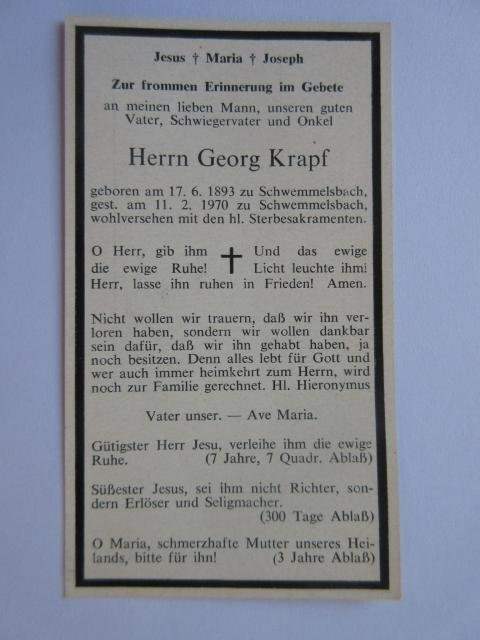 Jesus † Maria † Joseph
Zur frommen Erinnerung im Gebete
an meinen lieben Mann, unseren guten
Vater, Schwiegervater und Onkel
Herrn Georg Krapf
geboren am 17. 6. 1893 zu Schwemmelsbach,
gest. am 11. 2. 1970 zu Schwemmelsbach,
wohlversehen mit den hl. Sterbesakramenten.
O Herr, gib ihm † Und das ewige
die ewige Ruhe! Licht leuchte ihm!
Herr, lasse ihn ruhen in Frieden! Amen.
Nicht wollen wir trauern, daß wir ihn ver-
loren haben, sondern wir wollen dankbar
sein dafür, daß wir ihn gehabt haben, ja
noch besitzen. Denn alles lebt für Gott und
wer auch immer heimkehrt zum Herrn, wird
noch zur Familie gerechnet. Hl. Hieronymus
Vater unser. — Ave Maria.
Gütigster Herr Jesu, verleihe ihm die ewige
Ruhe. (7 Jahre, 7 Quadr. Ablaß)
Süßester Jesus, sei ihm nicht Richter, son-
dern Erlöser und Seligmacher.
(300 Tage Ablaß)
O Maria, schmerzhafte Mutter unseres Hei-
lands, bitte für ihn! (3 Jahre Ablaß)